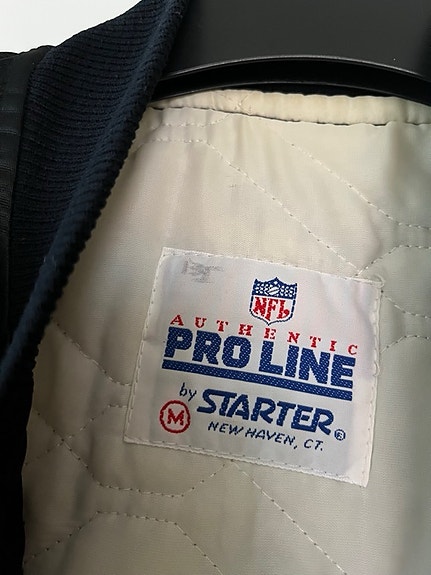 NFL
AUTHENTIC
PRO LINE
by STARTER®
M
NEW HAVEN, CT.